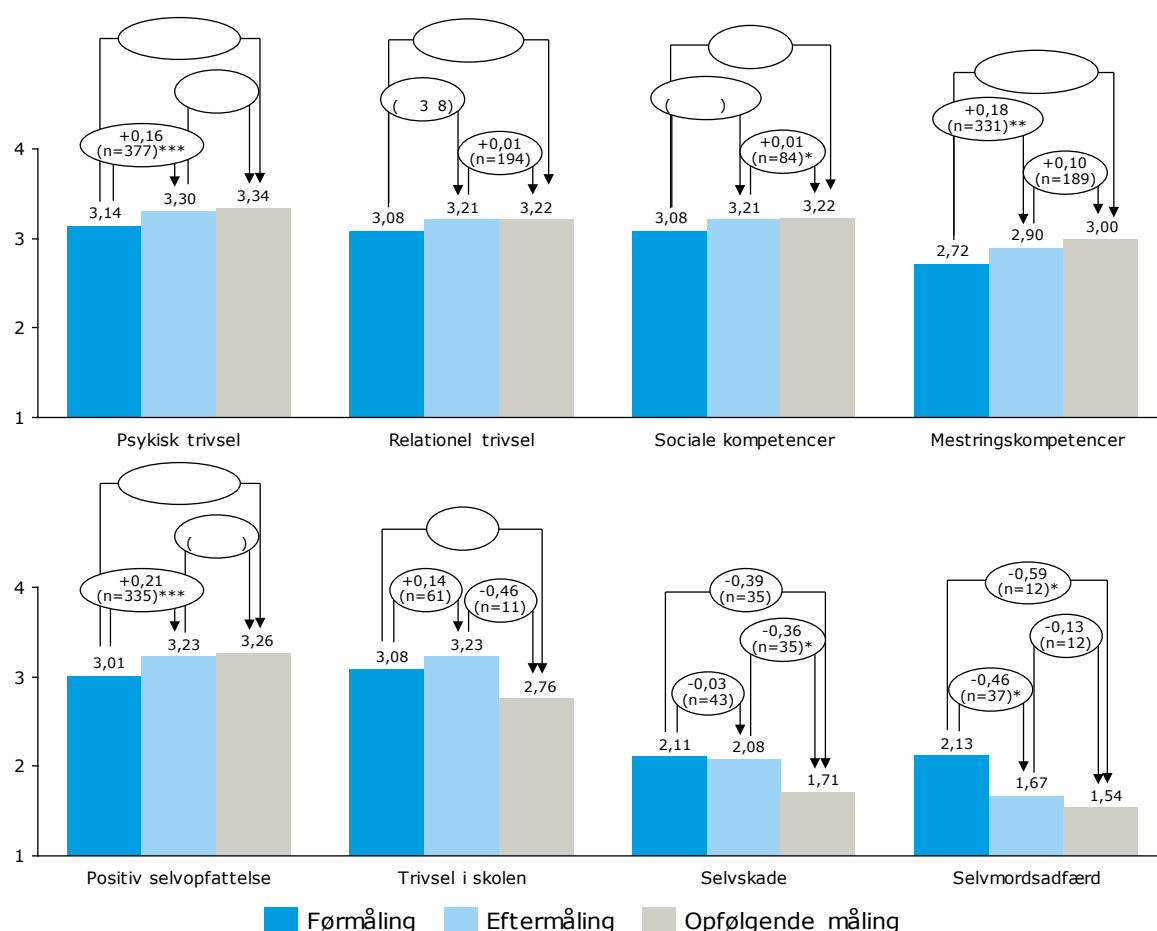 ( 3 8)
( )
+0,16
(n=377)***
+0,01
(n=194)
+0,01
(n=84)*
+0,18
(n=331)**
+0,10
(n=189)
4
3
2
1
3,14
3,30
3,34
3,08
3,21
3,22
3,08
3,21
3,22
2,72
2,90
3,00
Psykisk trivsel
Relationel trivsel
Sociale kompetencer
Mestringskompetencer
( )
+0,21
(n=335)***
+0,14
(n=61)
-0,46
(n=11)
-0,39
(n=35)
-0,36
(n=35)*
-0,03
(n=43)
-0,59
(n=12)*
-0,13
(n=12)
-0,46
(n=37)*
4
3
2
1
3,01
3,23
3,26
3,08
3,23
2,76
2,11
2,08
1,71
2,13
1,67
1,54
Positiv selvopfattelse
Trivsel i skolen
Selvskade
Selvmordsadfærd
Førmåling
Eftermåling
Opfølgende måling